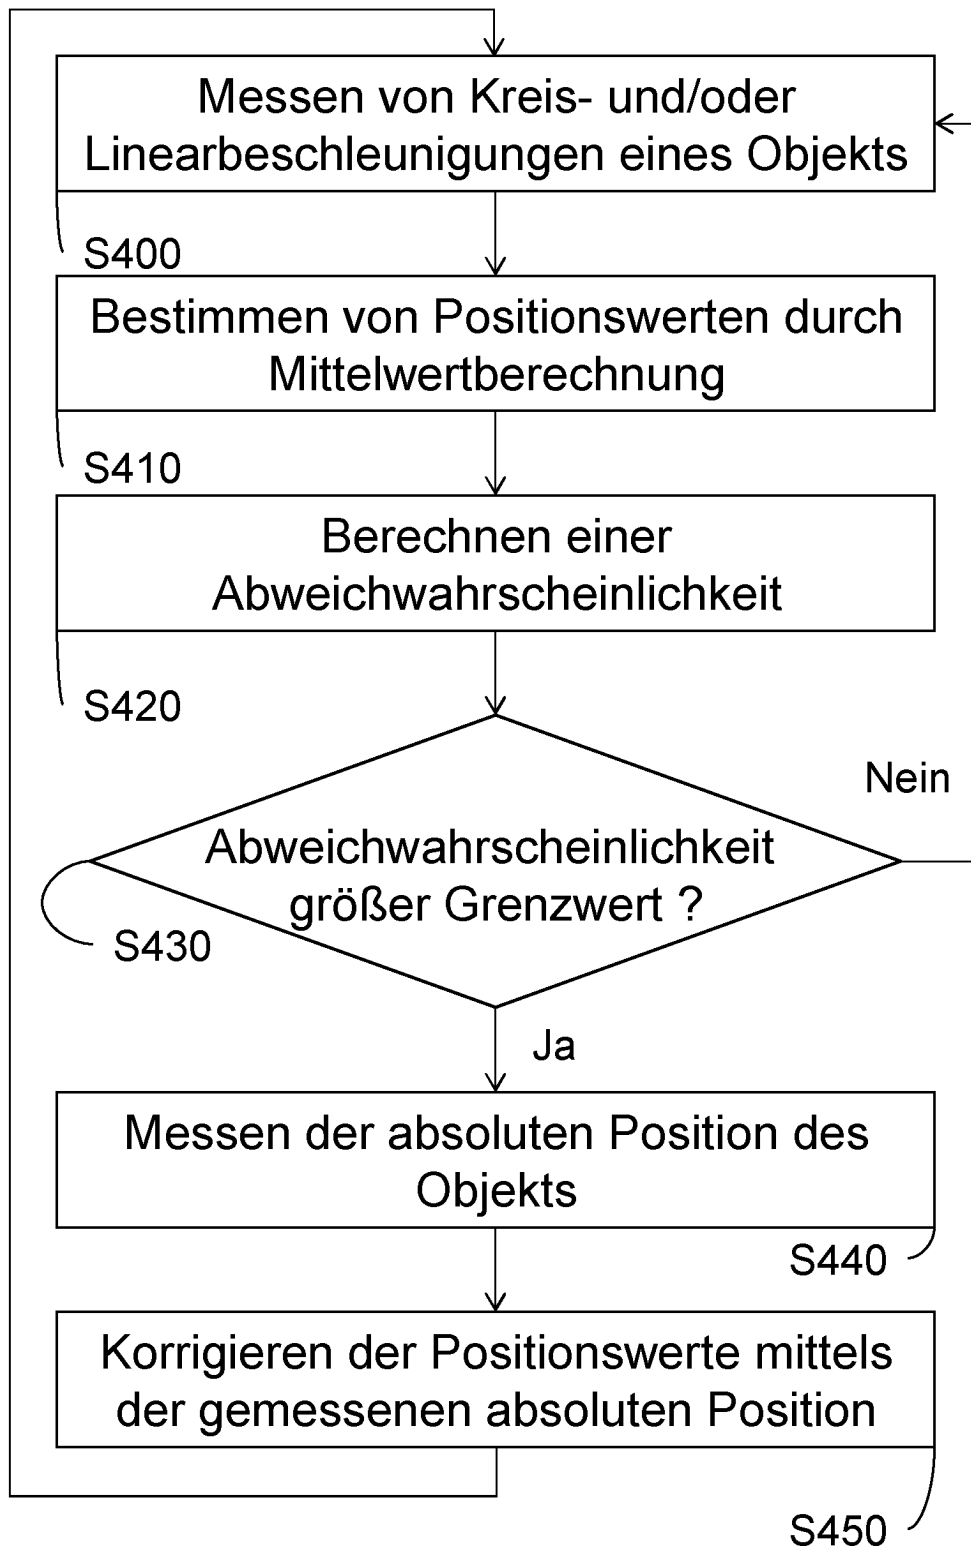 Messen von Kreis- und/oder
Linearbeschleunigungen eines Objekts
S400
Bestimmen von Positionswerten durch
Mittelwertberechnung
S410
Berechnen einer
Abweichwahrscheinlichkeit
S420
Nein
Abweichwahrscheinlichkeit
größer Grenzwert ?
S430
Ja
Messen der absoluten Position des
Objekts
S440
Korrigieren der Positionswerte mittels
der gemessenen absoluten Position
S450